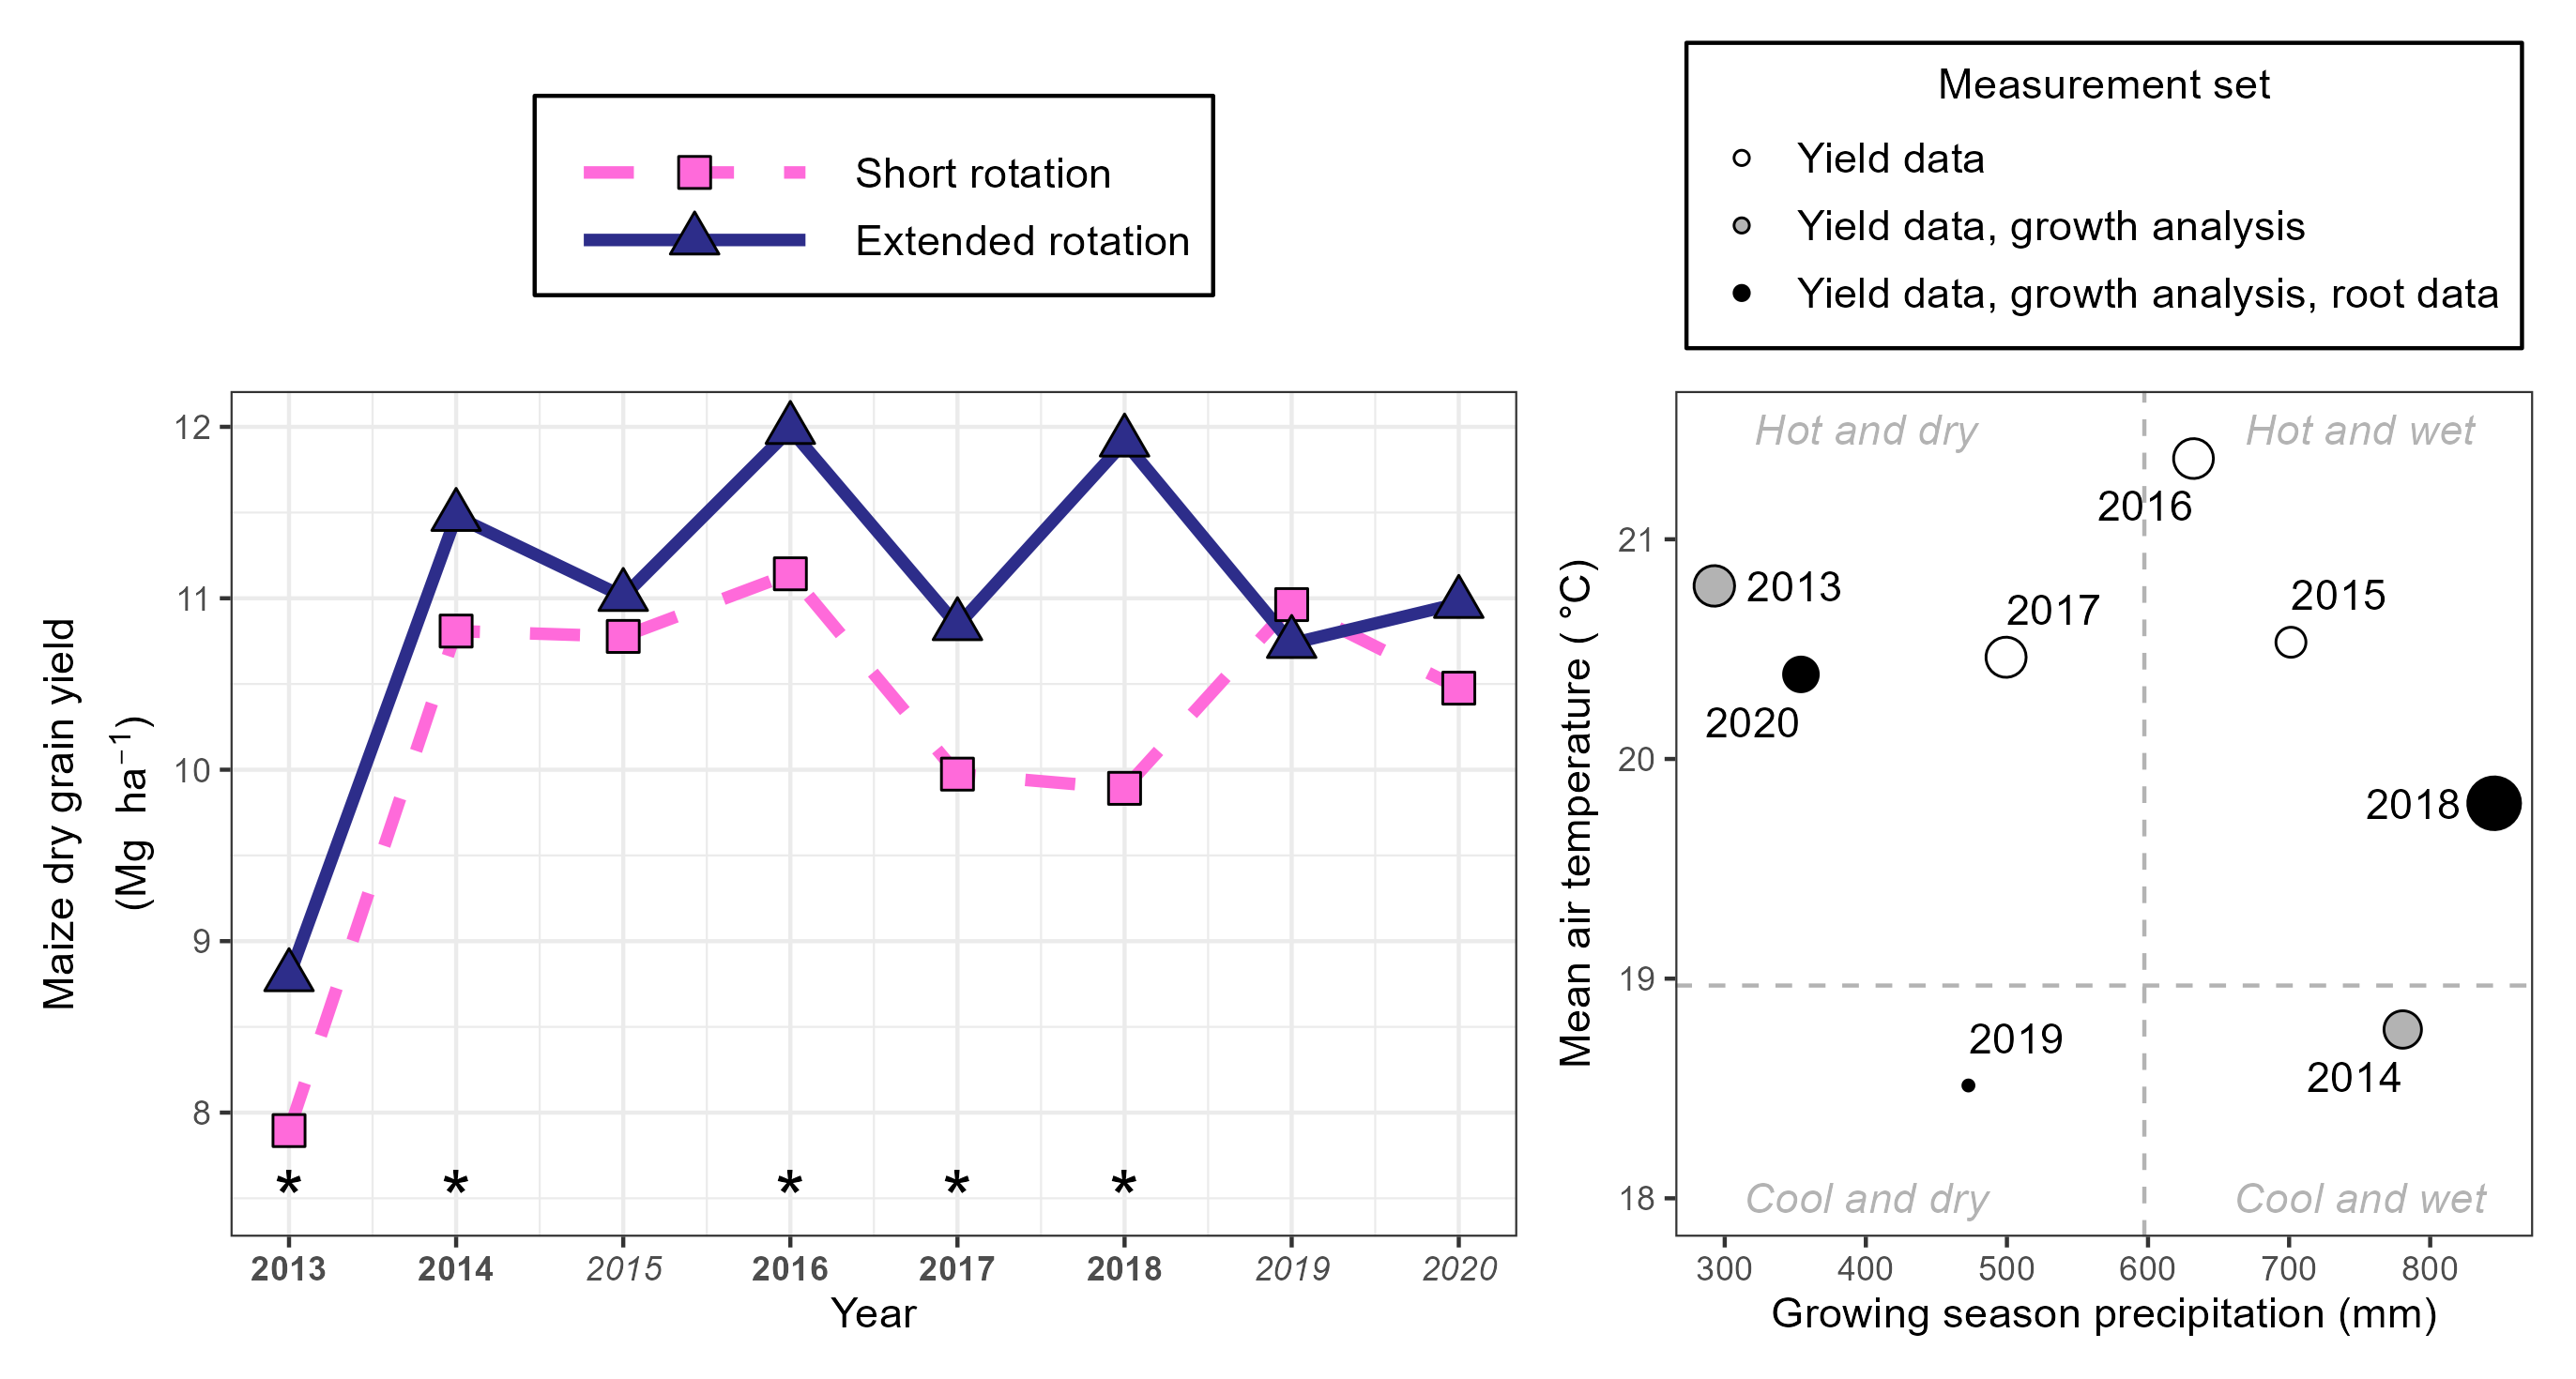 Short rotation
Extended rotation
Measurement set
Yield data
Yield data, growth analysis
Yield data, growth analysis, root data
Maize dry grain yield
(Mg ha⁻¹)
12
11
10
9
8
* * * * *
2013 2014 2015 2016 2017 2018 2019 2020
Year
Mean air temperature ( °C)
21
20
19
18
Hot and dry
Hot and wet
2016
2013
2017
2015
2020
2018
2019
2014
Cool and dry
Cool and wet
300 400 500 600 700 800
Growing season precipitation (mm)